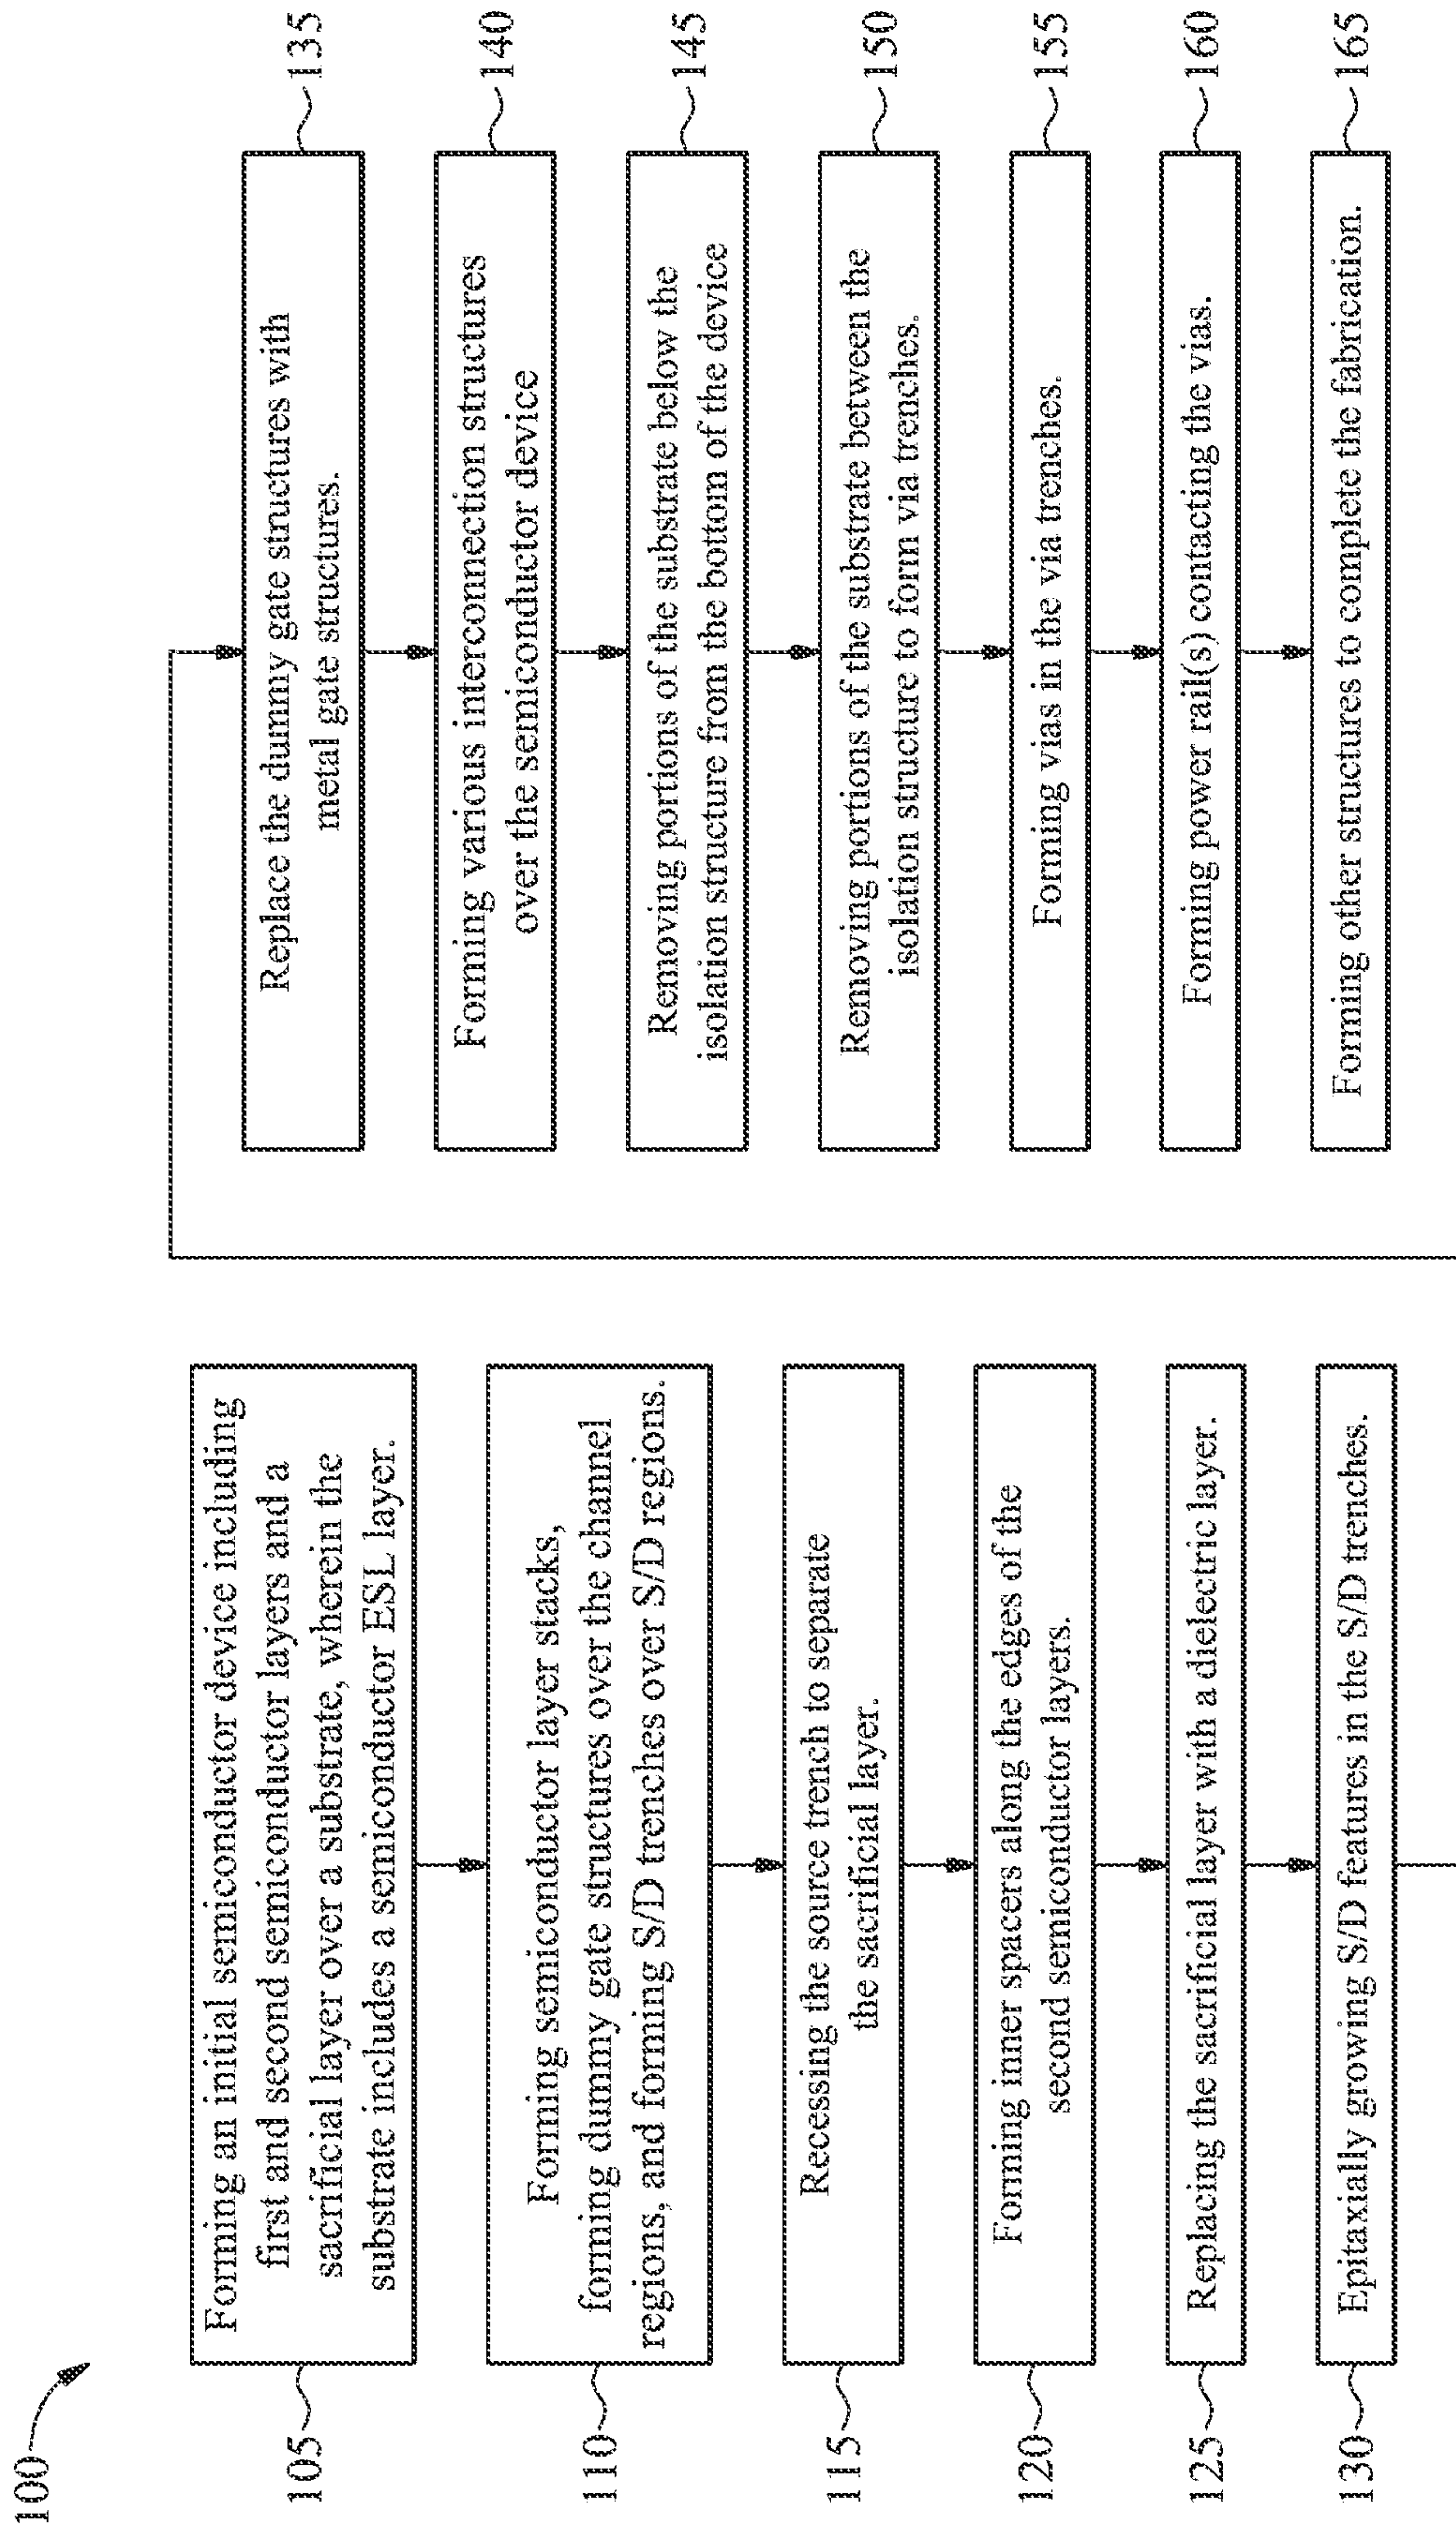 100
105
Forming an initial semiconductor device including
first and second semiconductor layers and a
sacrificial layer over a substrate, wherein the
substrate includes a semiconductor ESL layer.
110
Forming semiconductor layer stacks,
forming dummy gate structures over the channel
regions, and forming S/D trenches over S/D regions.
115
Recessing the source trench to separate
the sacrificial layer.
120
Forming inner spacers along the edges of the
second semiconductor layers.
125
Replacing the sacrificial layer with a dielectric layer.
130
Epitaxially growing S/D features in the S/D trenches.
Replace the dummy gate structures with
metal gate structures.
135
Forming various interconnection structures
over the semiconductor device
140
Removing portions of the substrate below the
isolation structure from the bottom of the device
145
Removing portions of the substrate between the
isolation structure to form via trenches.
150
Forming vias in the via trenches.
155
Forming power rail(s) contacting the vias.
160
Forming other structures to complete the fabrication.
165